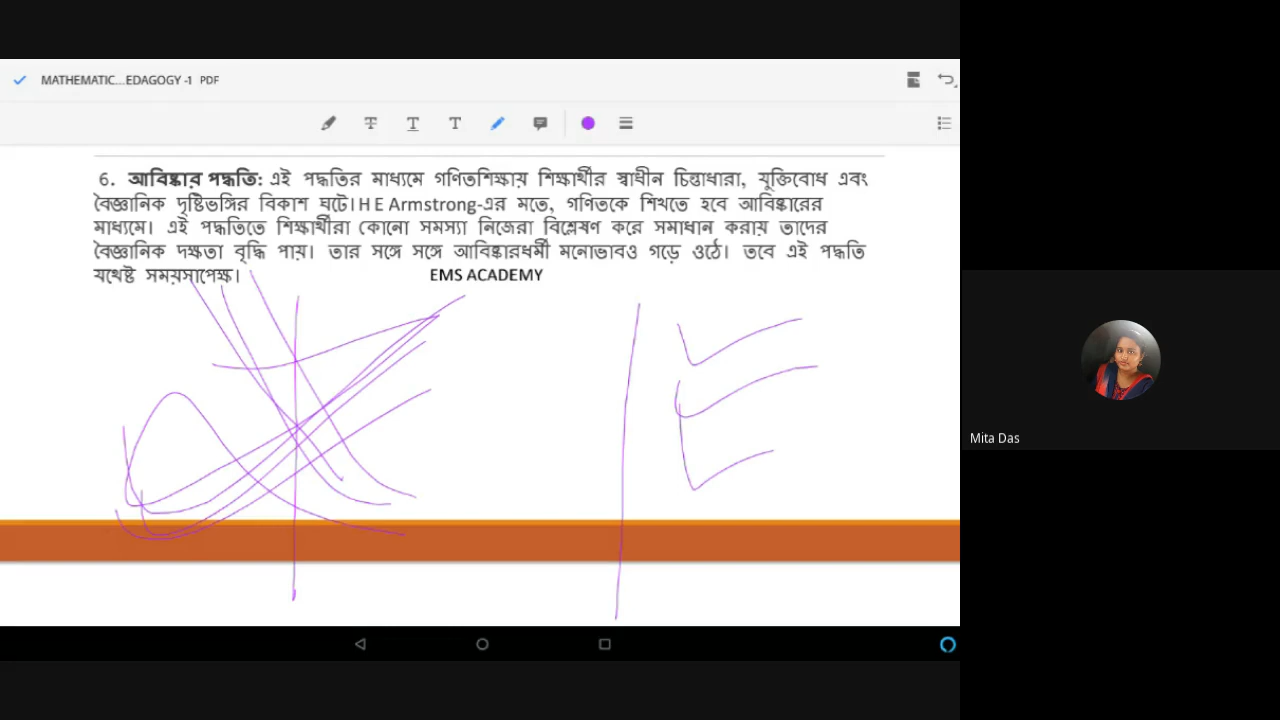 MATHEMATIC...EDAGOGY -1 PDF
6. আবিষ্কার পদ্ধতি: এই পদ্ধতির মাধ্যমে গণিতশিক্ষায় শিক্ষার্থীর স্বাধীন চিন্তাধারা, যুক্তিবোধ এবং
বৈজ্ঞানিক দৃষ্টিভঙ্গির বিকাশ ঘটে।H E Armstrong-এর মতে, গণিতকে শিখতে হবে আবিষ্কারের
মাধ্যমে। এই পদ্ধতিতে শিক্ষার্থীরা কোনো সমস্যা নিজেরা বিশ্লেষণ করে সমাধান করায় তাদের
বৈজ্ঞানিক দক্ষতা বৃদ্ধি পায়। তার সঙ্গে সঙ্গে আবিষ্কারধর্মী মনোভাবও গড়ে ওঠে। তবে এই পদ্ধতি
যথেষ্ট সময়সাপেক্ষ।
EMS ACADEMY
Mita Das